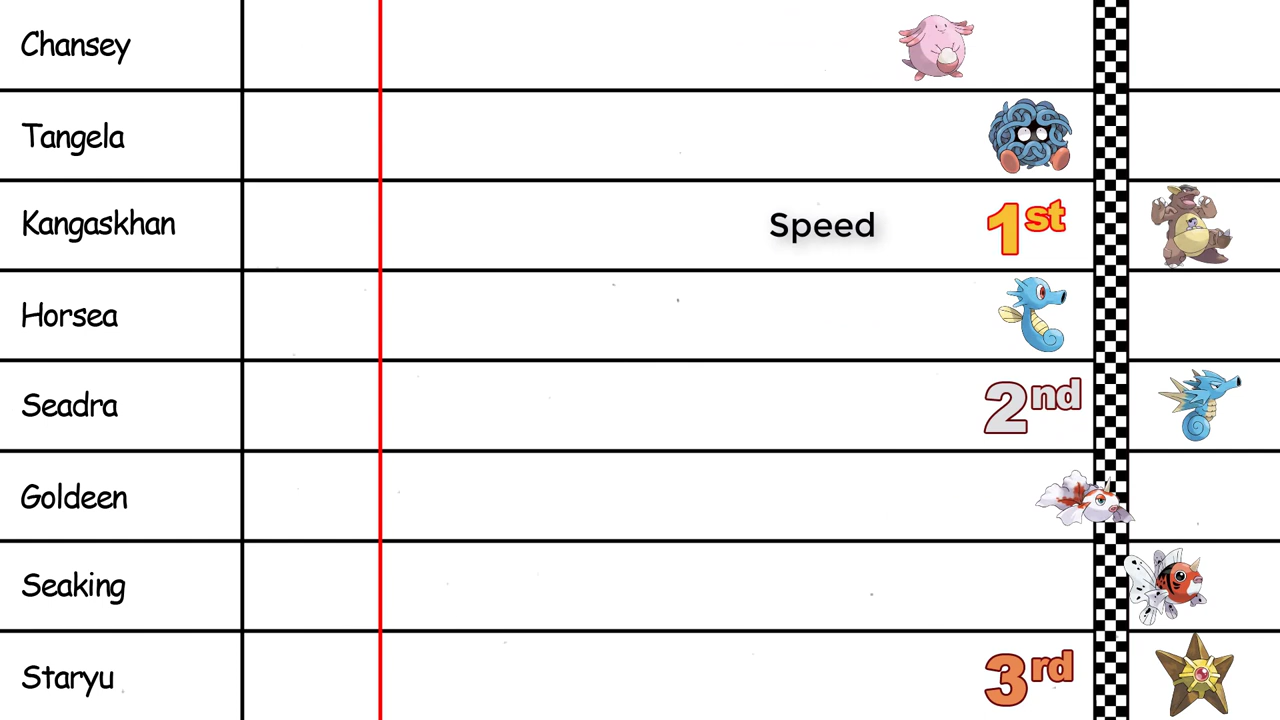 Chansey
Tangela
Kangaskhan Speed 1st
Horsea
Seadra 2nd
Goldeen
Seaking
Staryu 3rd